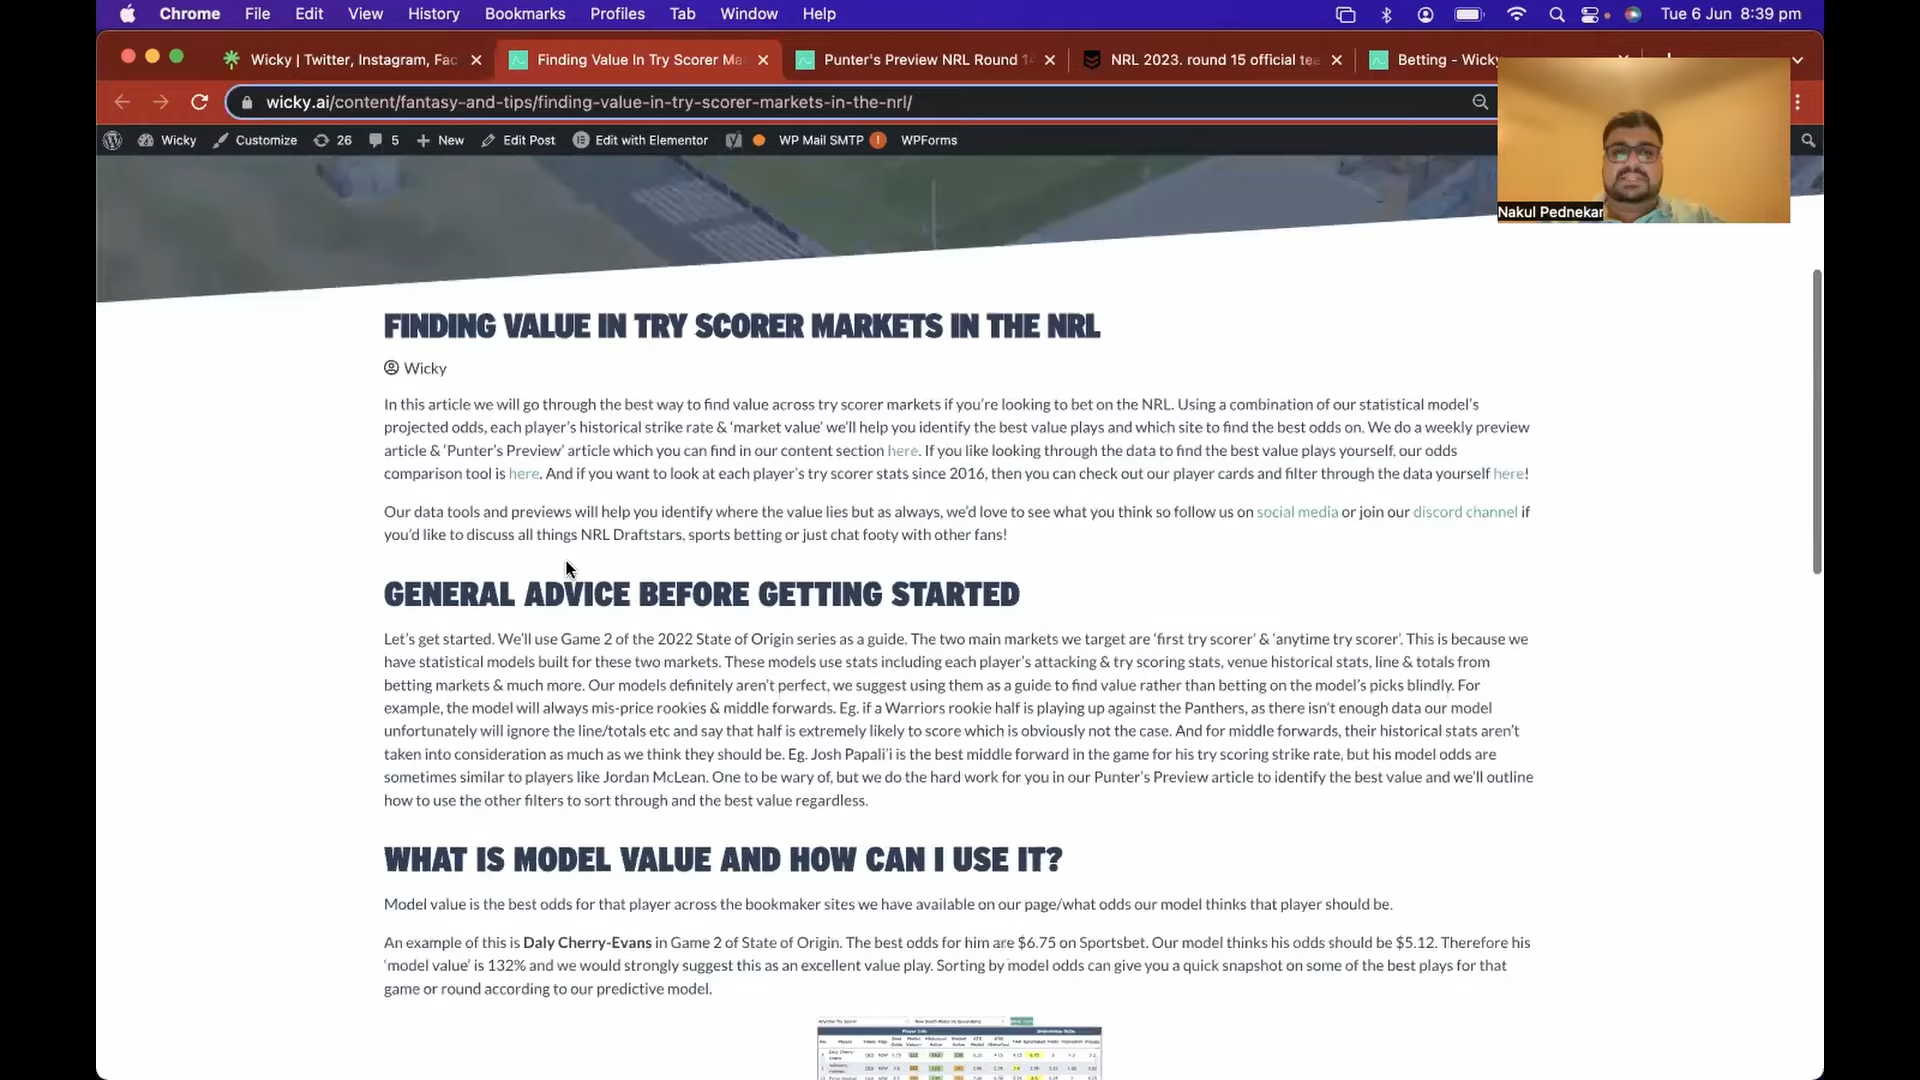 Chrome File Edit View History Bookmarks Profiles Tab Window Help Tue 6 Jun 8:39 pm
Wicky | Twitter, Instagram, Fac Finding Value In Try Scorer Ma Punter's Preview NRL Round 1 NRL 2023. round 15 official te Betting - Wicky
wicky.ai/content/fantasy-and-tips/finding-value-in-try-scorer-markets-in-the-nrl/
Wicky Customize 26 5 New Edit Post Edit with Elementor WP Mail SMTP ! WPForms
Nakul Pednekar
FINDING VALUE IN TRY SCORER MARKETS IN THE NRL
Wicky
In this article we will go through the best way to find value across try scorer markets if you're looking to bet on the NRL. Using a combination of our statistical model's
projected odds, each player's historical strike rate & 'market value' we'll help you identify the best value plays and which site to find the best odds on. We do a weekly preview
article & 'Punter's Preview' article which you can find in our content section here. If you like looking through the data to find the best value plays yourself, our odds
comparison tool is here. And if you want to look at each player's try scorer stats since 2016, then you can check out our player cards and filter through the data yourself here!
Our data tools and previews will help you identify where the value lies but as always, we'd love to see what you think so follow us on social media or join our discord channel if
you'd like to discuss all things NRL Draftstars, sports betting or just chat footy with other fans!
GENERAL ADVICE BEFORE GETTING STARTED
Let's get started. We'll use Game 2 of the 2022 State of Origin series as a guide. The two main markets we target are 'first try scorer' & 'anytime try scorer'. This is because we
have statistical models built for these two markets. These models use stats including each player's attacking & try scoring stats, venue historical stats, line & totals from
betting markets & much more. Our models definitely aren't perfect, we suggest using them as a guide to find value rather than betting on the model's picks blindly. For
example, the model will always mis-price rookies & middle forwards. Eg. if a Warriors rookie half is playing up against the Panthers, as there isn't enough data our model
unfortunately will ignore the line/totals etc and say that half is extremely likely to score which is obviously not the case. And for middle forwards, their historical stats aren't
taken into consideration as much as we think they should be. Eg. Josh Papali'i is the best middle forward in the game for his try scoring strike rate, but his model odds are
sometimes similar to players like Jordan McLean. One to be wary of, but we do the hard work for you in our Punter's Preview article to identify the best value and we'll outline
how to use the other filters to sort through and the best value regardless.
WHAT IS MODEL VALUE AND HOW CAN I USE IT?
Model value is the best odds for that player across the bookmaker sites we have available on our page/what odds our model thinks that player should be.
An example of this is Daly Cherry-Evans in Game 2 of State of Origin. The best odds for him are $6.75 on Sportsbet. Our model thinks his odds should be $5.12. Therefore his
'model value' is 132% and we would strongly suggest this as an excellent value play. Sorting by model odds can give you a quick snapshot on some of the best plays for that
game or round according to our predictive model.